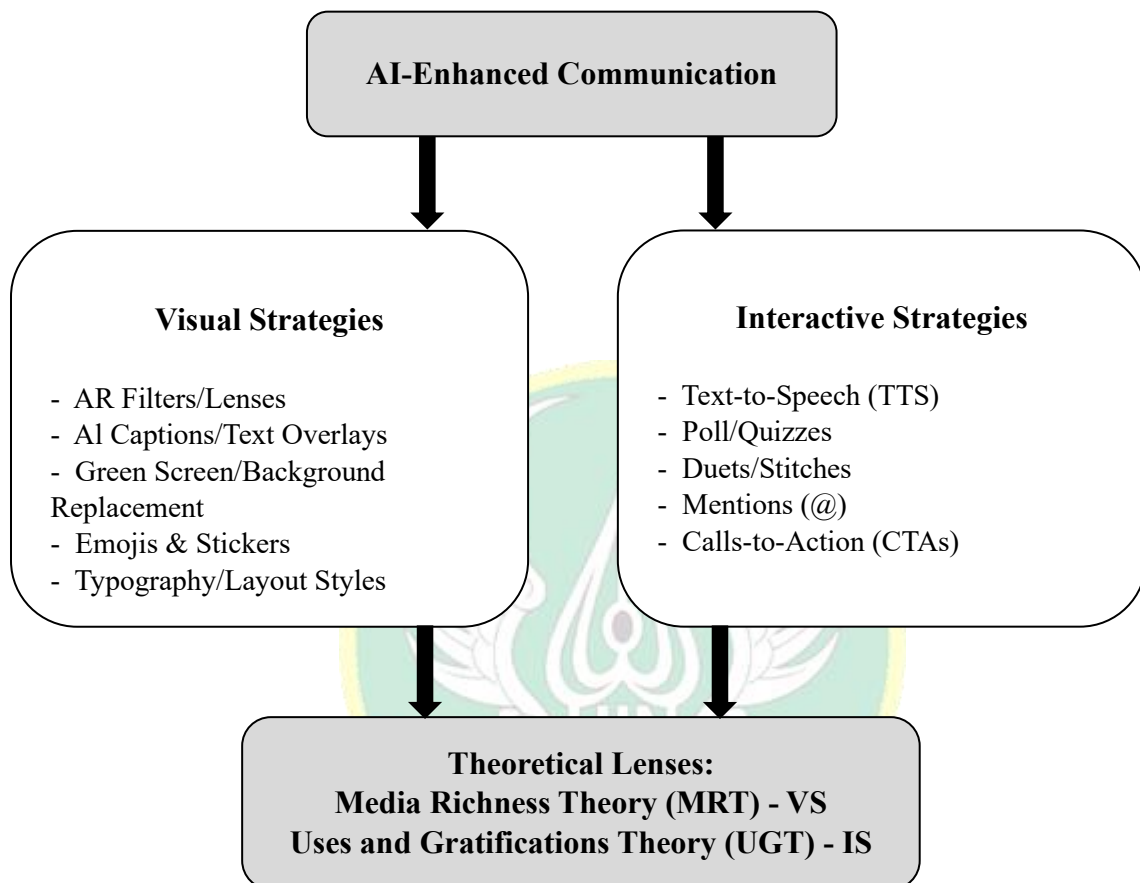 AI-Enhanced Communication
Visual Strategies
- AR Filters/Lenses
- Al Captions/Text Overlays
- Green Screen/Background
Replacement
- Emojis & Stickers
- Typography/Layout Styles
Interactive Strategies
- Text-to-Speech (TTS)
- Poll/Quizzes
- Duets/Stitches
- Mentions (@)
- Calls-to-Action (CTAs)
Theoretical Lenses:
Media Richness Theory (MRT) - VS
Uses and Gratifications Theory (UGT) - IS